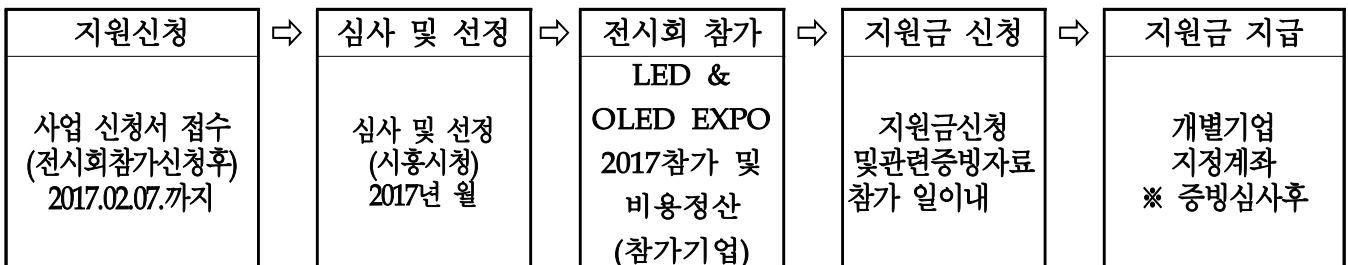 지원신청 ⇨ 심사 및 선정 ⇨ 전시회 참가 ⇨ 지원금 신청 ⇨ 지원금 지급
사업 신청서 접수
(전시회참가신청후)
2017.02.07.까지
심사 및 선정
(시흥시청)
2017년 월
LED &
OLED EXPO
2017참가 및
비용정산
(참가기업)
지원금신청
및관련증빙자료
참가 일이내
개별기업
지정계좌
※ 증빙심사후